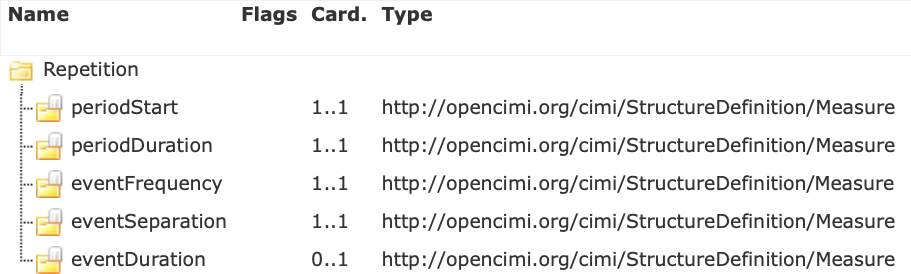 Name Flags Card. Type
Repetition
periodStart 1..1 http://opencimi.org/cimi/StructureDefinition/Measure
periodDuration 1..1 http://opencimi.org/cimi/StructureDefinition/Measure
eventFrequency 1..1 http://opencimi.org/cimi/StructureDefinition/Measure
eventSeparation 1..1 http://opencimi.org/cimi/StructureDefinition/Measure
eventDuration 0..1 http://opencimi.org/cimi/StructureDefinition/Measure